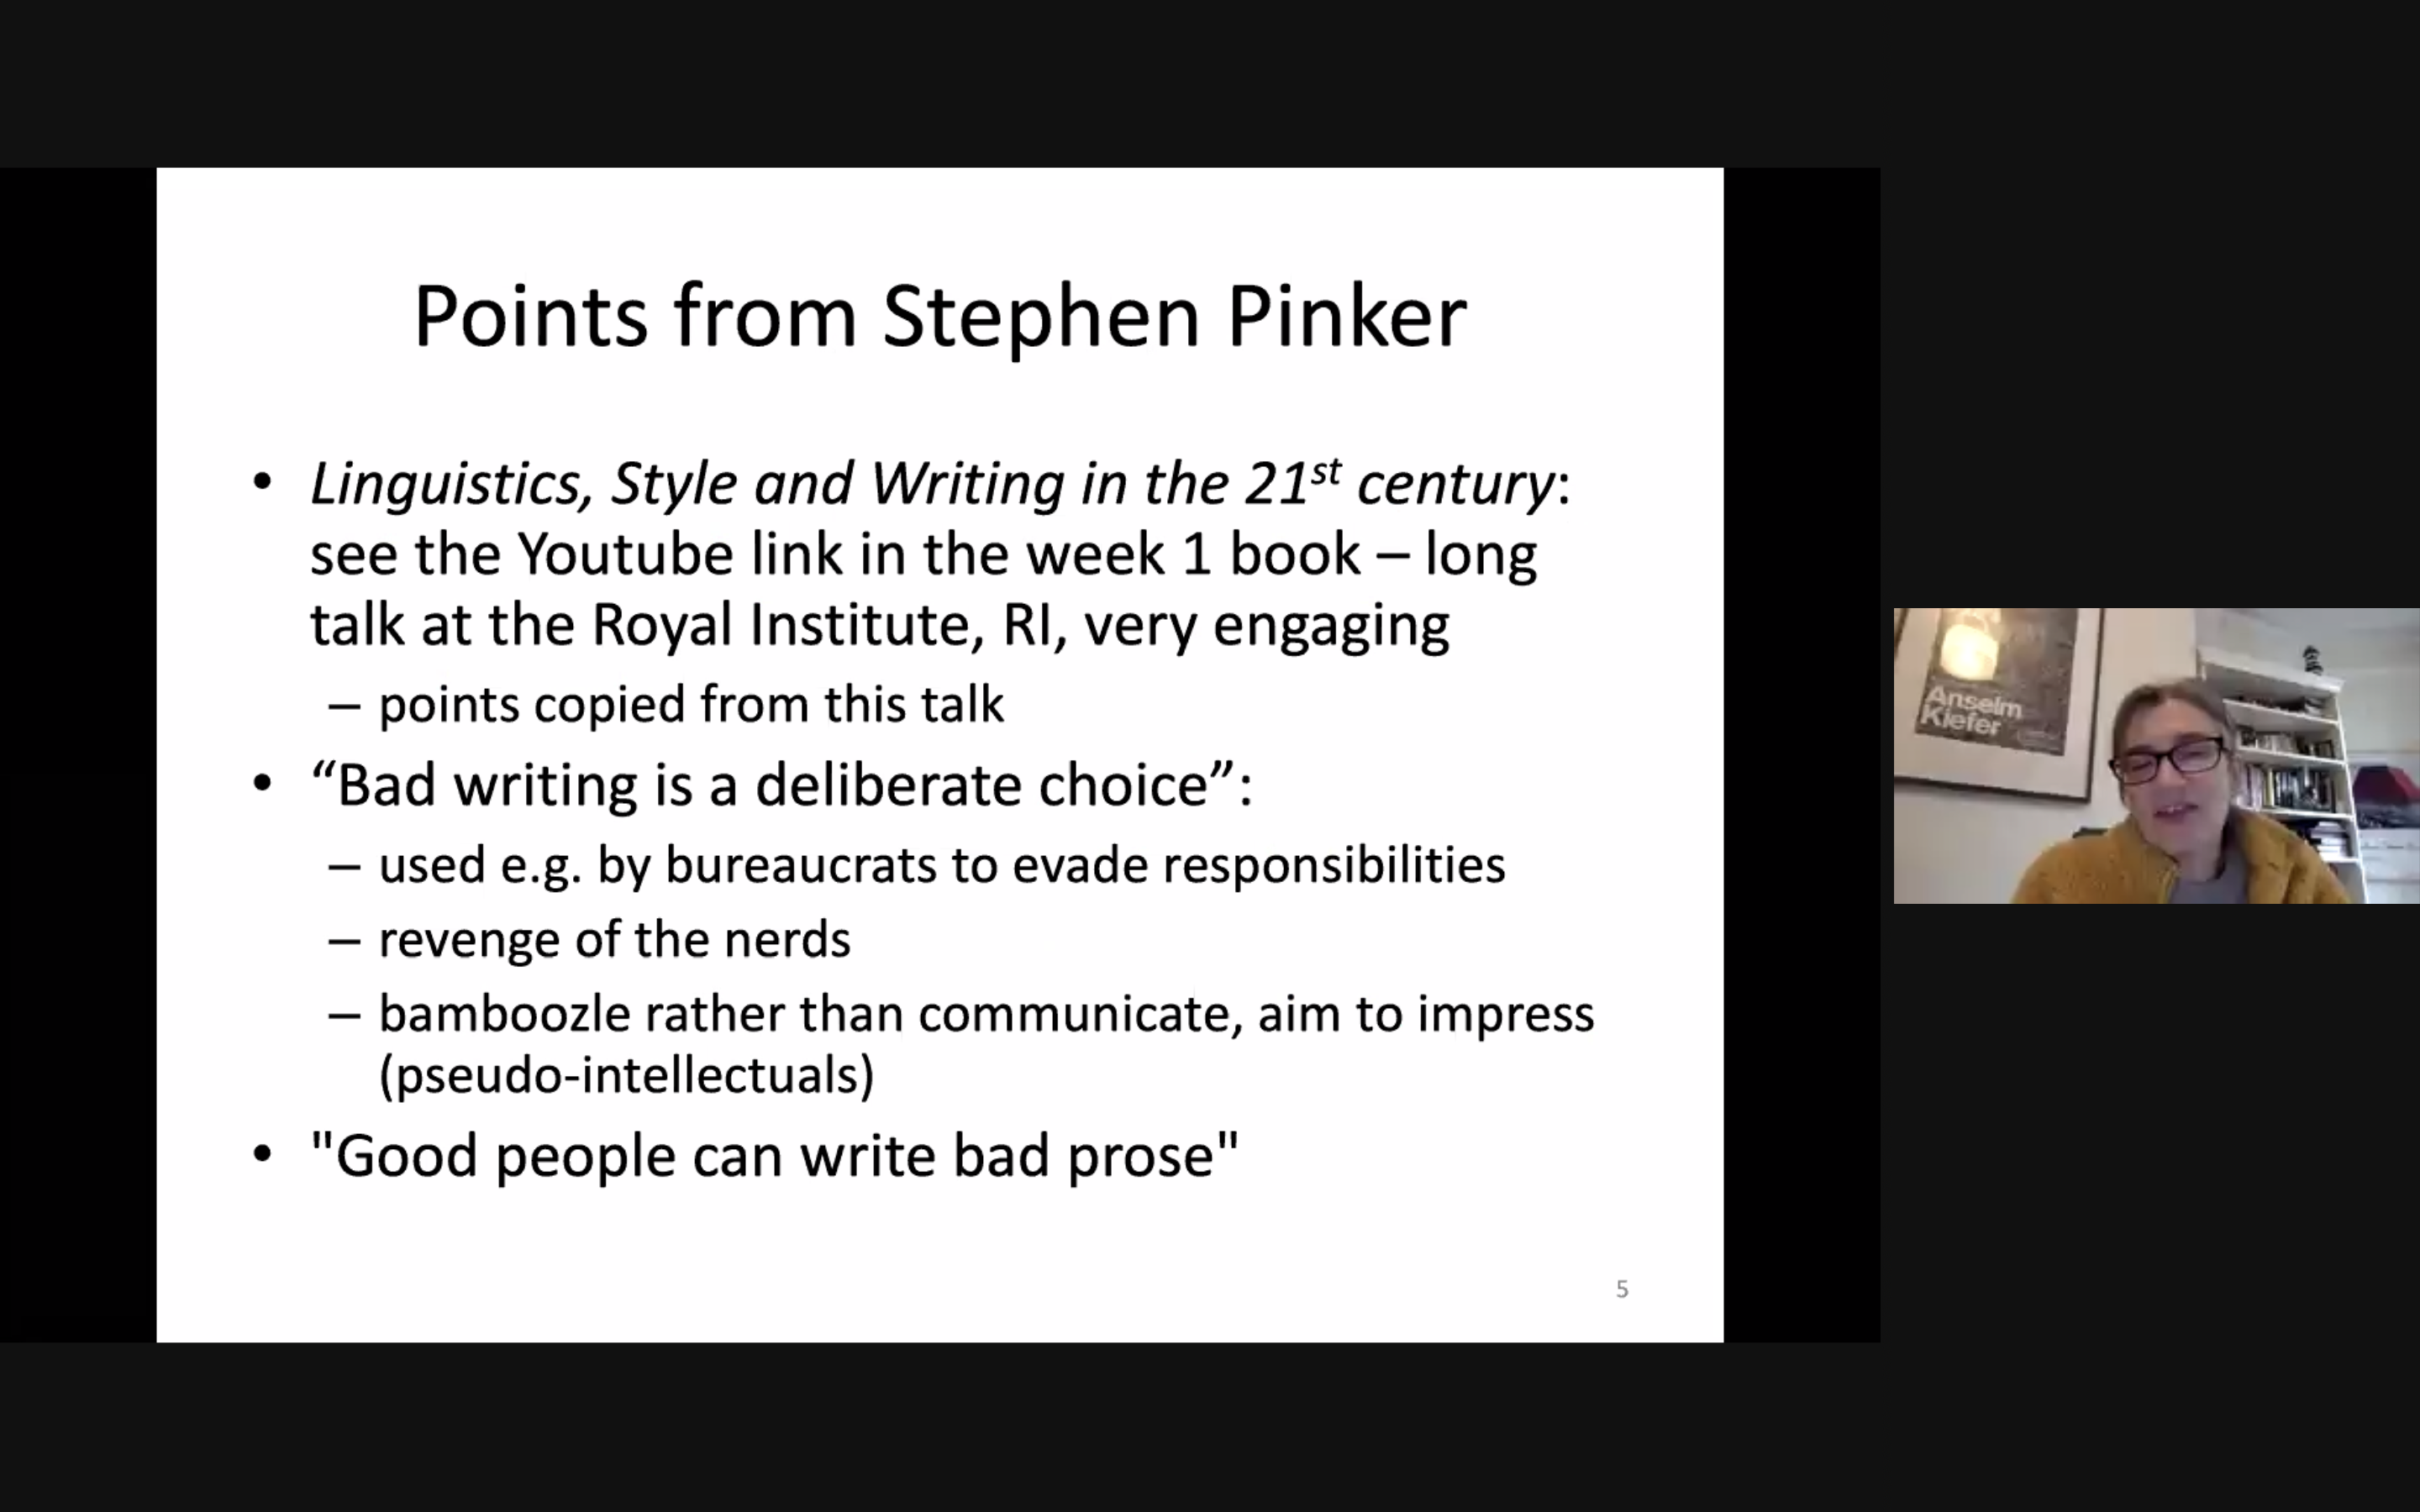 Points from Stephen Pinker
• Linguistics, Style and Writing in the 21st century:
see the Youtube link in the week 1 book – long
talk at the Royal Institute, RI, very engaging
– points copied from this talk
• “Bad writing is a deliberate choice”:
– used e.g. by bureaucrats to evade responsibilities
– revenge of the nerds
– bamboozle rather than communicate, aim to impress
(pseudo-intellectuals)
• "Good people can write bad prose"
5
Anselm
Kiefer